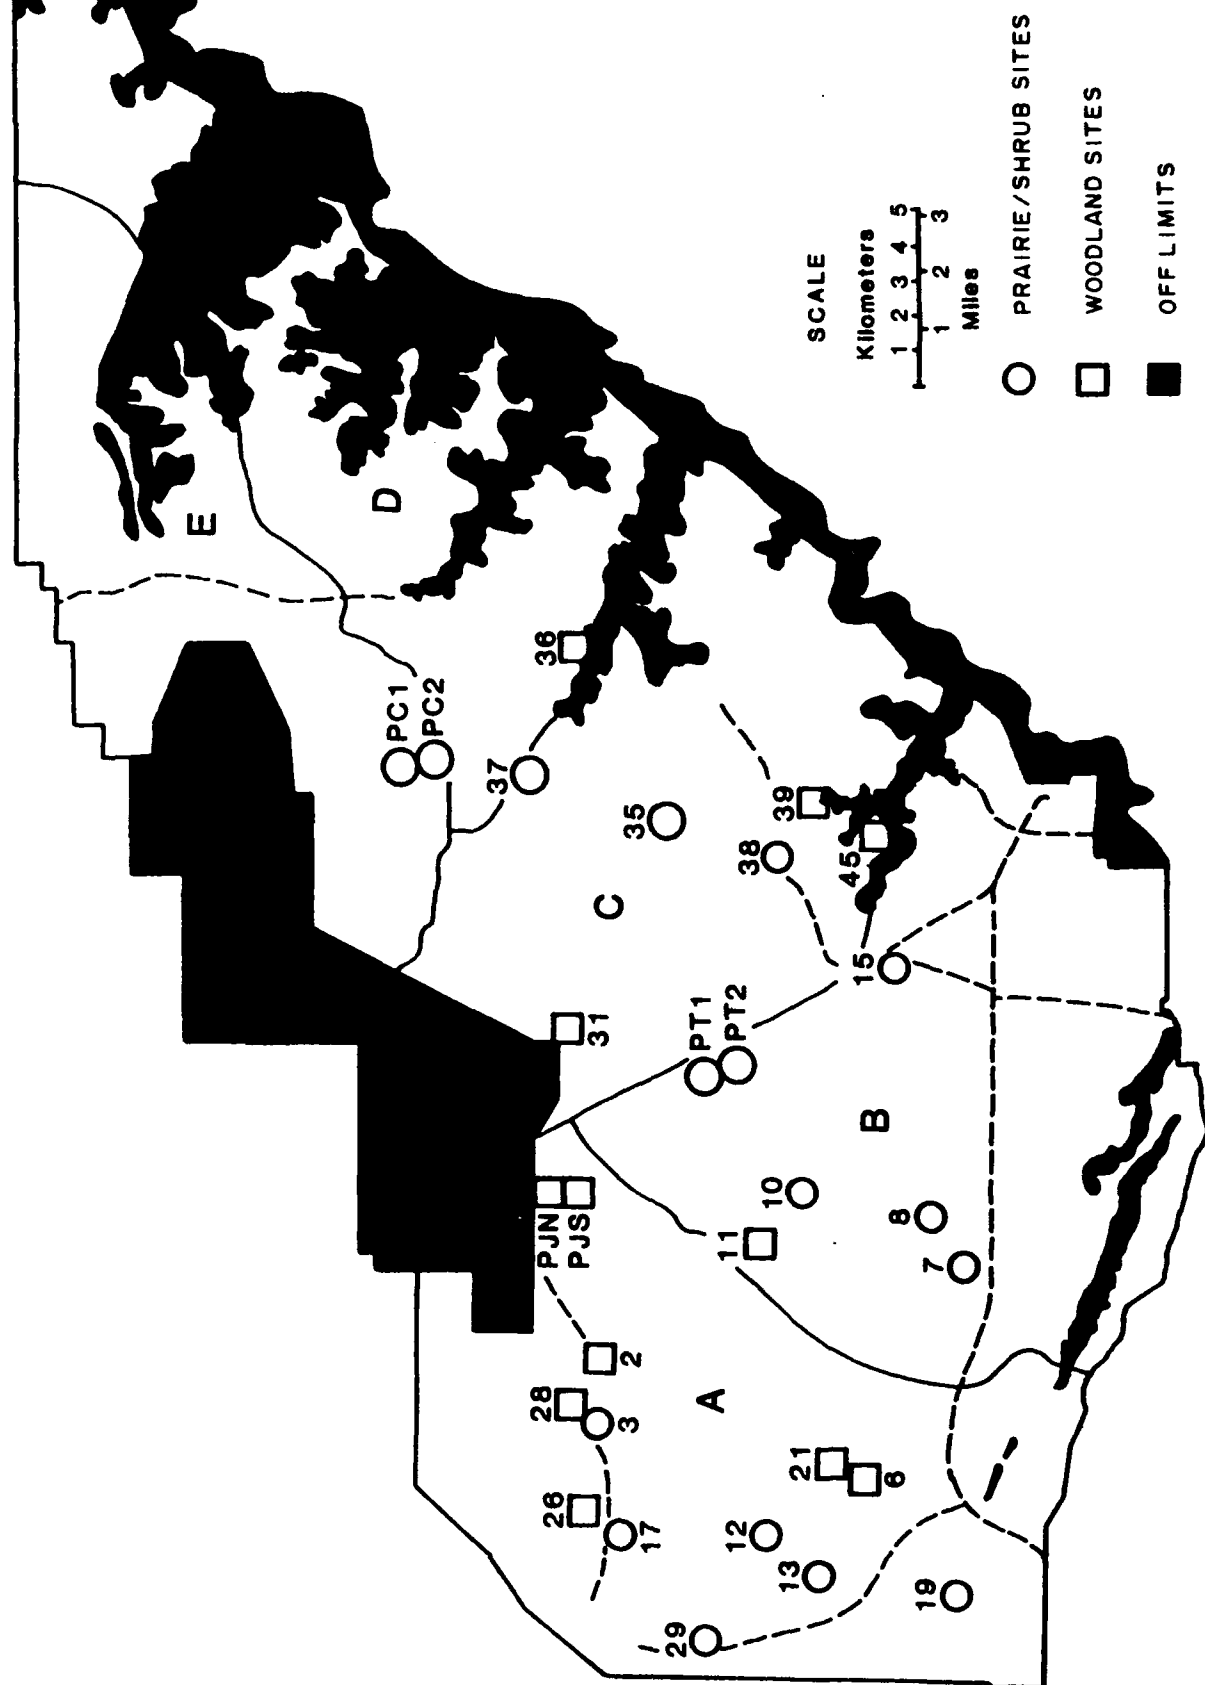 E
D
PC1
PC2
36
37
35
C
39
38
45
15
31
PT1
PT2
B
PJN
PJS
10
11
8
7
2
28
3
A
26
17
21
6
12
13
29
19
SCALE
Kilometers
1 2 3 4 5
1 2 3
Miles
PRAIRIE/SHRUB SITES
WOODLAND SITES
OFF LIMITS